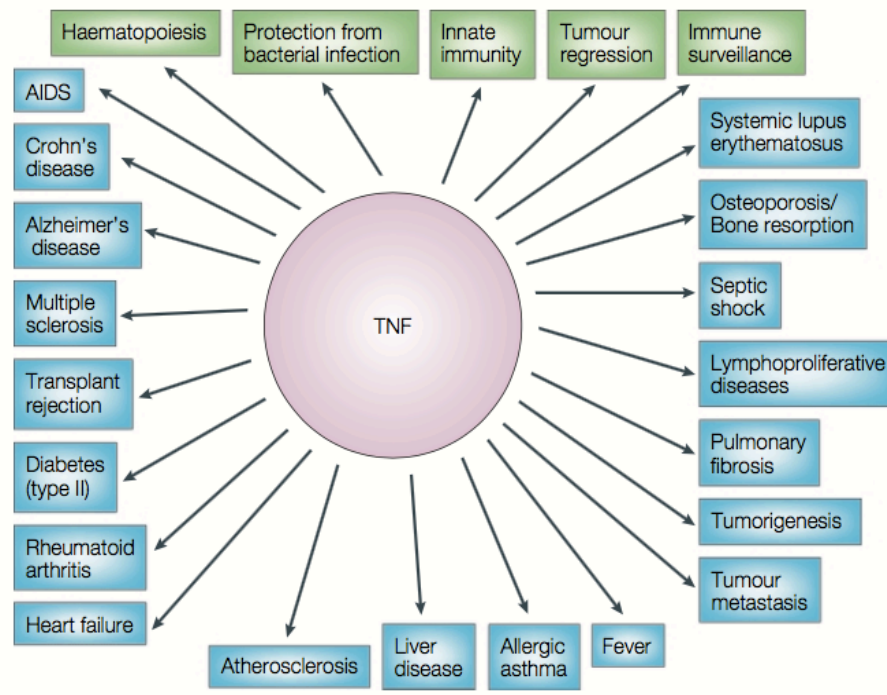 Haematopoiesis
Protection from
bacterial infection
Innate
immunity
Tumour
regression
Immune
surveillance
AIDS
Crohn's
disease
Alzheimer's
disease
Multiple
sclerosis
Transplant
rejection
Diabetes
(type II)
Rheumatoid
arthritis
Heart failure
TNF
Systemic lupus
erythematosus
Osteoporosis/
Bone resorption
Septic
shock
Lymphoproliferative
diseases
Pulmonary
fibrosis
Tumorigenesis
Tumour
metastasis
Atherosclerosis
Liver
disease
Allergic
asthma
Fever